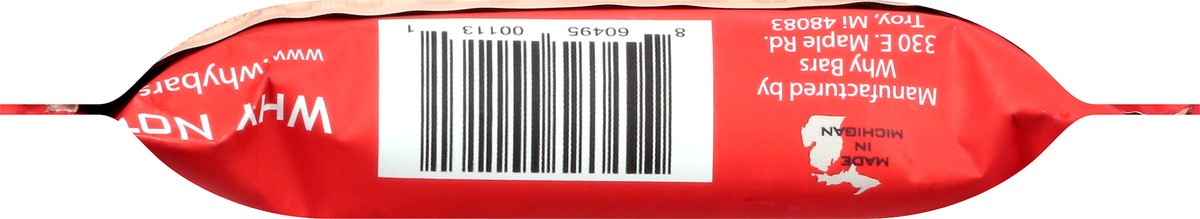 MADE
IN
MICHIGAN
Manufactured by
Why Bars
330 E. Maple Rd.
Troy, Mi 48083
8 60495 00113 1
WHY NOT
www.whybars